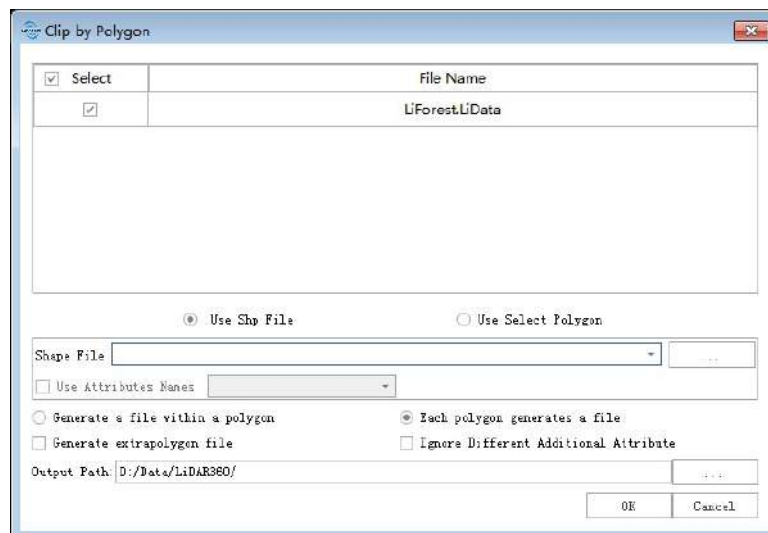 Clip by Polygon
Select File Name
LiForest.LiData
Use Shp File Use Select Polygon
Shape File ...
Use Attributes Names
Generate a file within a polygon Each polygon generates a file
Generate extrapolygon file Ignore Different Additional Attribute
Output Path: D:/Data/LiDAR360/ ...
OK Cancel